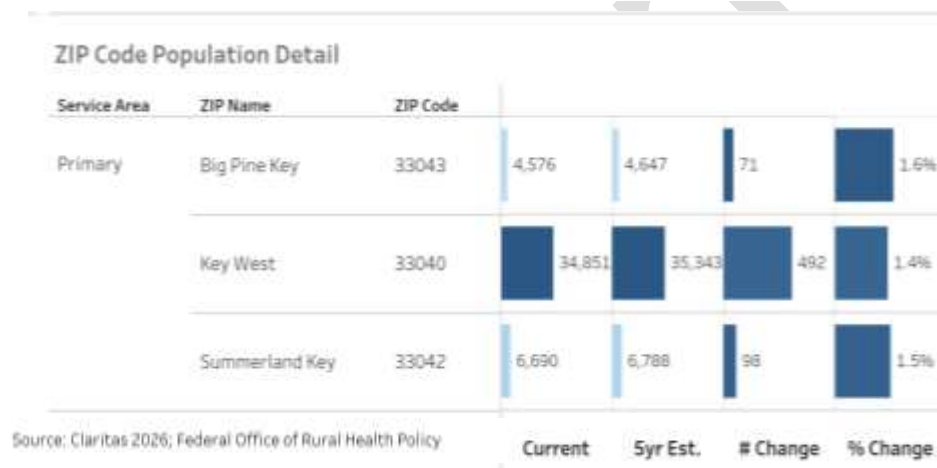 ZIP Code Population Detail
Service Area ZIP Name ZIP Code
Primary Big Pine Key 33043 4,576 4,647 71 1.6%
Key West 33040 34,851 35,343 492 1.4%
Summerland Key 33042 6,690 6,788 98 1.5%
Source: Claritas 2026; Federal Office of Rural Health Policy
Current 5yr Est. # Change % Change